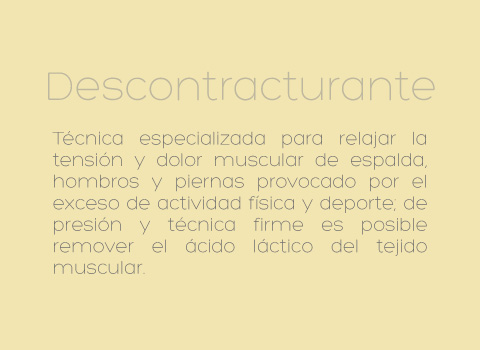 Descontracturante
Técnica especializada para relajar la
tensión y dolor muscular de espalda,
hombros y piernas provocado por el
exceso de actividad física y deporte; de
presión y técnica firme es posible
remover el ácido láctico del tejido
muscular.